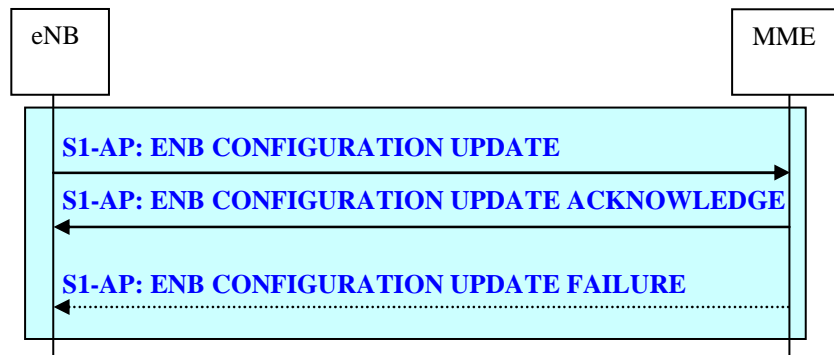 eNB
MME
S1-AP: ENB CONFIGURATION UPDATE
S1-AP: ENB CONFIGURATION UPDATE ACKNOWLEDGE
S1-AP: ENB CONFIGURATION UPDATE FAILURE